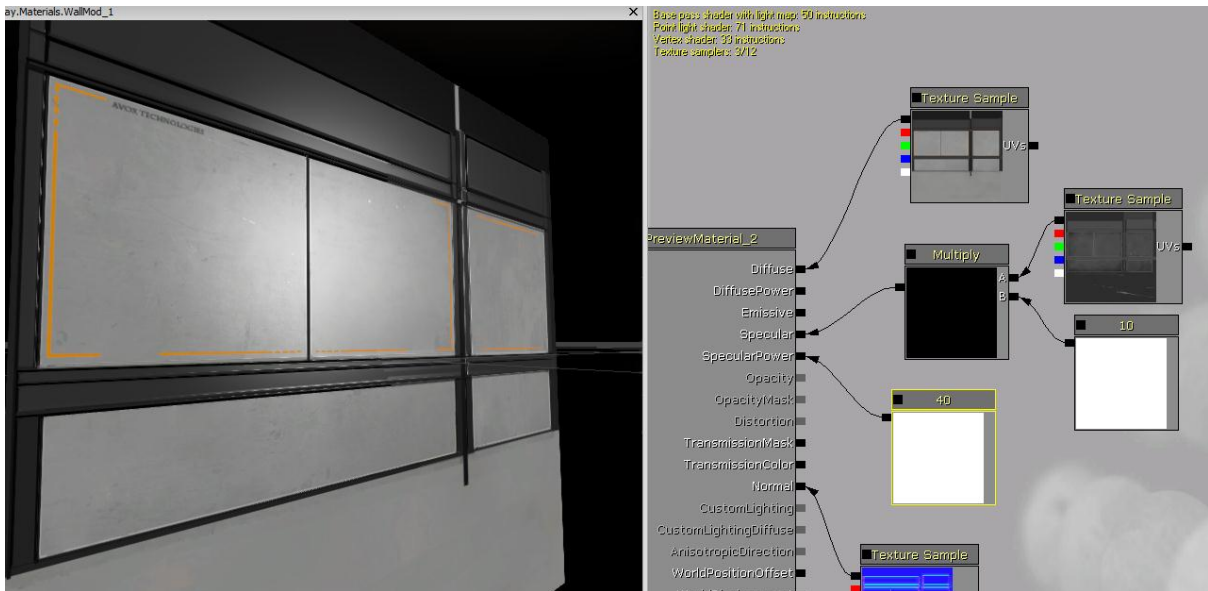 ay.Materials.WallMod_1
AVOX TECHNOLOGIES
Base pass shader with light map: 50 instructions
Point light shader: 71 instructions
Vertex shader: 33 instructions
Texture samplers: 3/12
Texture Sample
UVs
Texture Sample
UVs
PreviewMaterial_2
Diffuse
DiffusePower
Emissive
Specular
SpecularPower
Opacity
OpacityMask
Distortion
TransmissionMask
TransmissionColor
Normal
CustomLighting
CustomLightingDiffuse
AnisotropicDirection
WorldPositionOffset
Multiply
A
B
10
40
Texture Sample